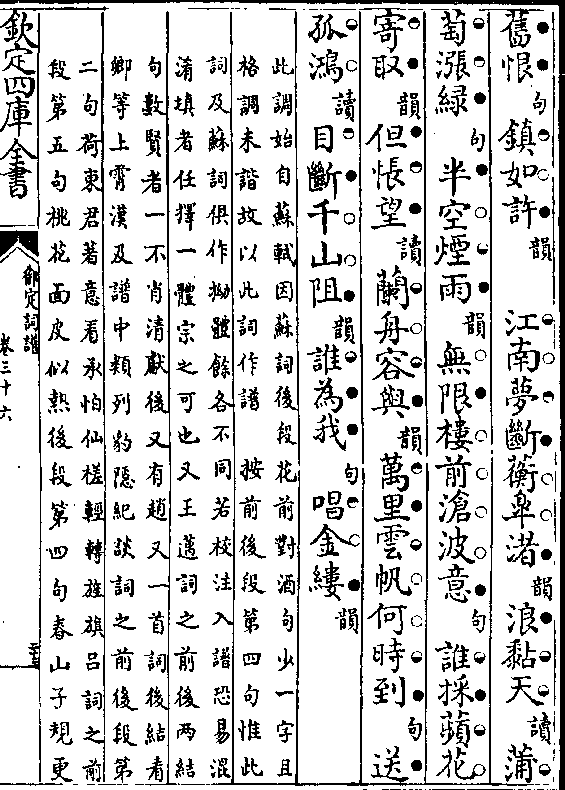 舊恨句鎮如許韻　江南夢斷蘅臯渚韻浪黏天讀蒲
萄漲緑句半空煙雨韻無限樓前滄波意句誰採蘋花
寄取韻但悵望讀蘭舟容與韻萬里雲帆何時到句送
孤鴻讀目斷千山阻韻誰為我句唱金縷韻
此調始自蘇軾因蘇詞後段花前對酒句少一字且
格調未諧故以此詞作譜　按前後段第四句惟此
詞及蘇詞俱作拗體餘各不同若校注入譜恐易混
淆填者任擇一體宗之可也又王邁詞之前後兩結
句數賢者一不肖清獻後又有趙又一首詞後結看
卿等上霄漢及譜中類列豹隱紀談詞之前後段第
二句荷東君著意看承怕仙槎輕轉旌旗吕詞之前
段第五句桃花面皮似熱後段第四句春山子規更
欽定四庫全書
御定詞譜
卷三十六